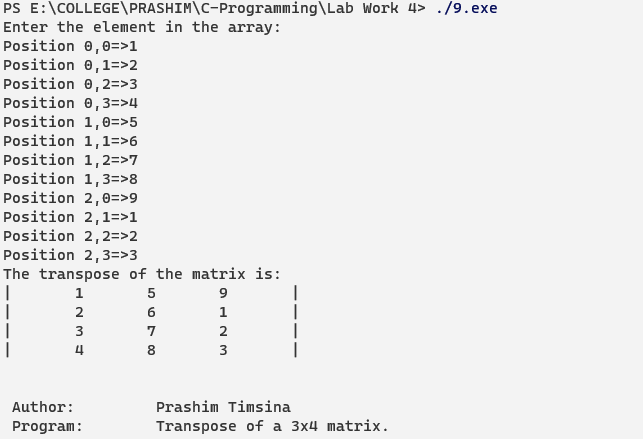 PS E:\COLLEGE\PRASHIM\C-Programming\Lab Work 4> ./9.exe
Enter the element in the array:
Position 0,0=>1
Position 0,1=>2
Position 0,2=>3
Position 0,3=>4
Position 1,0=>5
Position 1,1=>6
Position 1,2=>7
Position 1,3=>8
Position 2,0=>9
Position 2,1=>1
Position 2,2=>2
Position 2,3=>3
The transpose of the matrix is:
|       1       5       9       |
|       2       6       1       |
|       3       7       2       |
|       4       8       3       |
Author:         Prashim Timsina
Program:        Transpose of a 3x4 matrix.